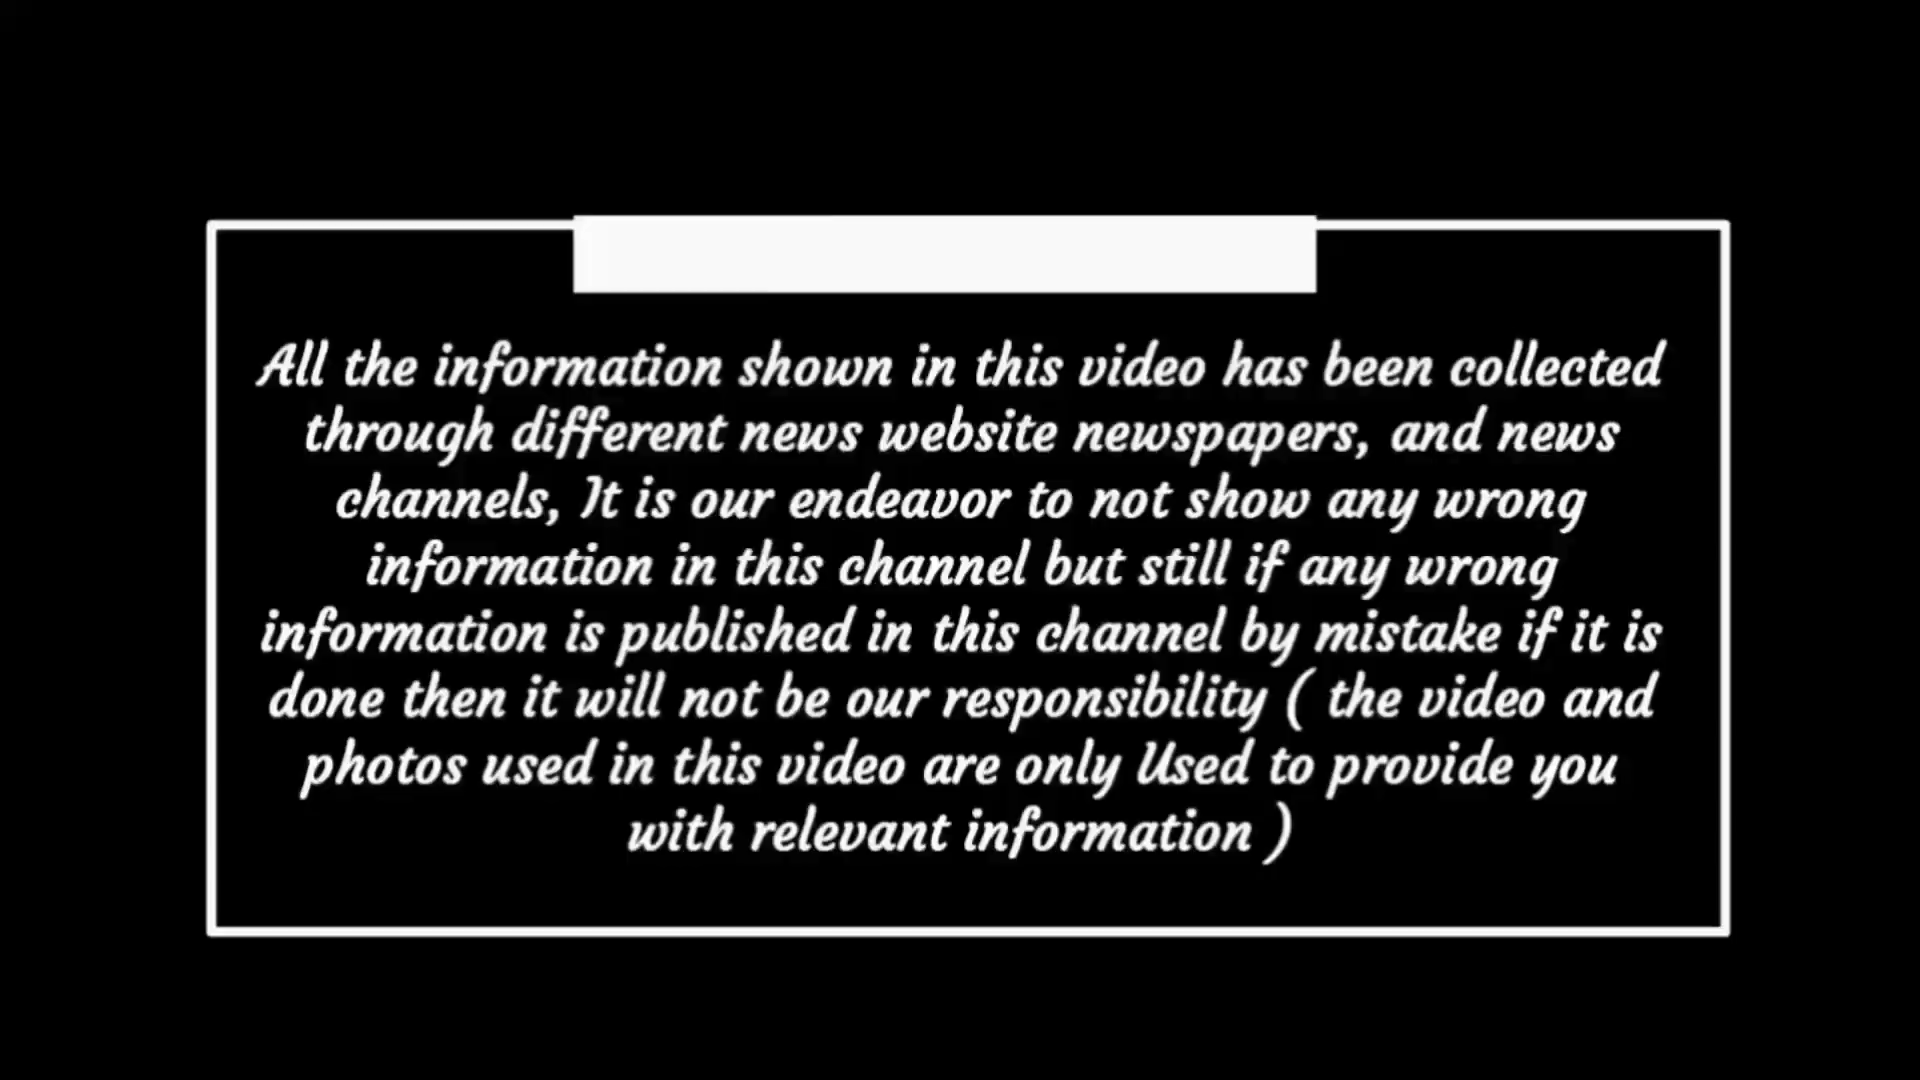 All the information shown in this video has been collected
through different news website newspapers, and news
channels, It is our endeavor to not show any wrong
information in this channel but still if any wrong
information is published in this channel by mistake if it is
done then it will not be our responsibility ( the video and
photos used in this video are only Used to provide you
with relevant information )